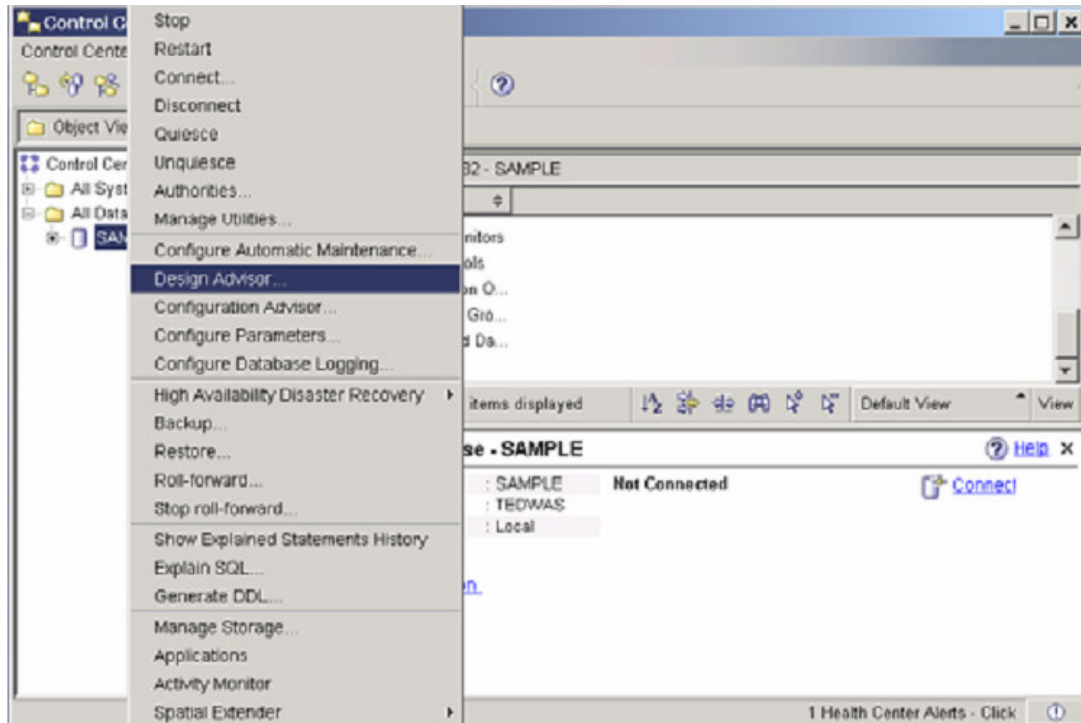 Control C
Control Cente
Object Vie
Control Cer
All Syst
All Data
SAM
Stop
Restart
Connect...
Disconnect
Quiesce
Unquiesce
Authorities...
Manage Utilities...
Configure Automatic Maintenance...
Design Advisor...
Configuration Advisor...
Configure Parameters...
Configure Database Logging...
High Availability Disaster Recovery
Backup...
Restore...
Roll-forward...
Stop roll-forward...
Show Explained Statements History
Explain SQL...
Generate DDL...
Manage Storage...
Applications
Activity Monitor
Spatial Extender
- SAMPLE
nitors
ols
on O...
Gro...
d Da...
items displayed
Default View
View
se - SAMPLE
Help
: SAMPLE
Not Connected
Connect
: TEDWAS
: Local
on
1 Health Center Alerts - Click